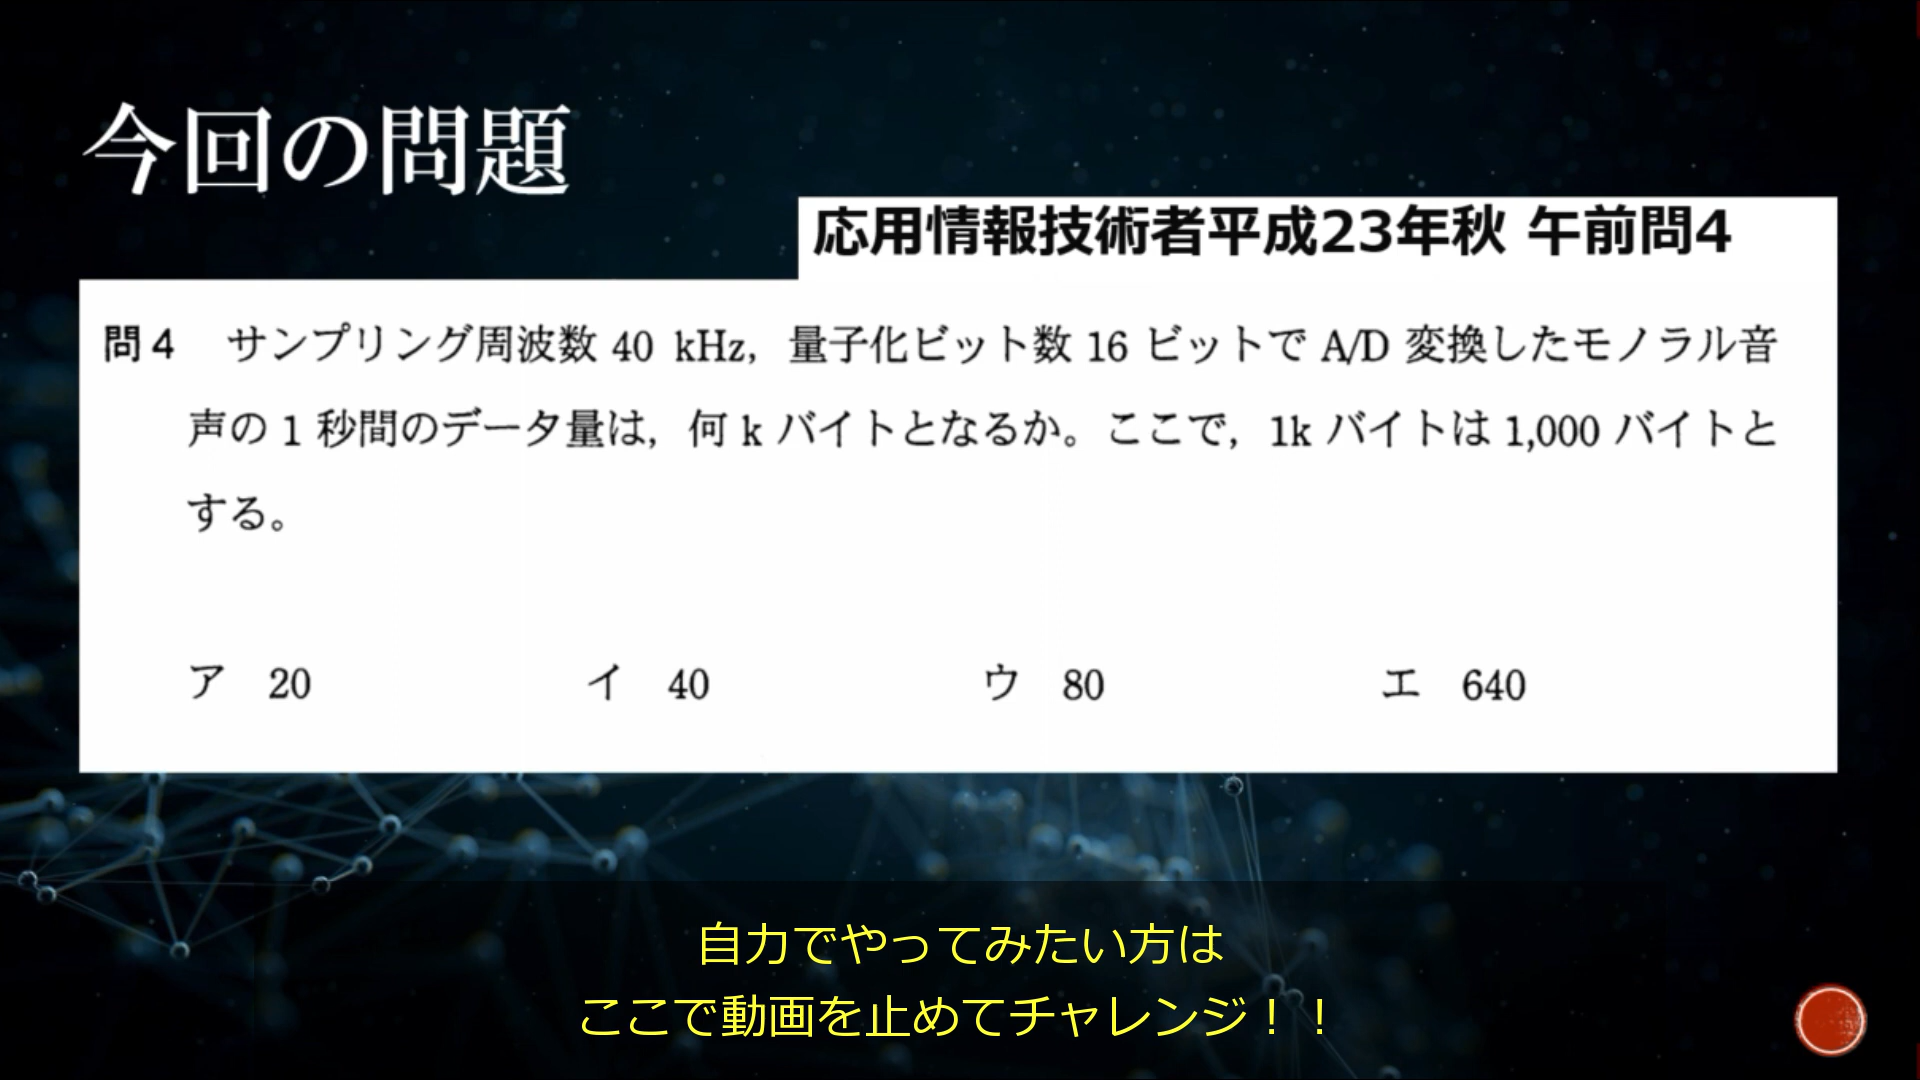 今回の問題
応用情報技術者平成23年秋 午前問4
問4 サンプリング周波数 40 kHz, 量子化ビット数 16 ビットで A/D 変換したモノラル音
声の 1 秒間のデータ量は, 何 k バイトとなるか。ここで, 1k バイトは 1,000 バイトと
する。
ア 20 イ 40 ウ 80 エ 640
自力でやってみたい方は
ここで動画を止めてチャレンジ!!